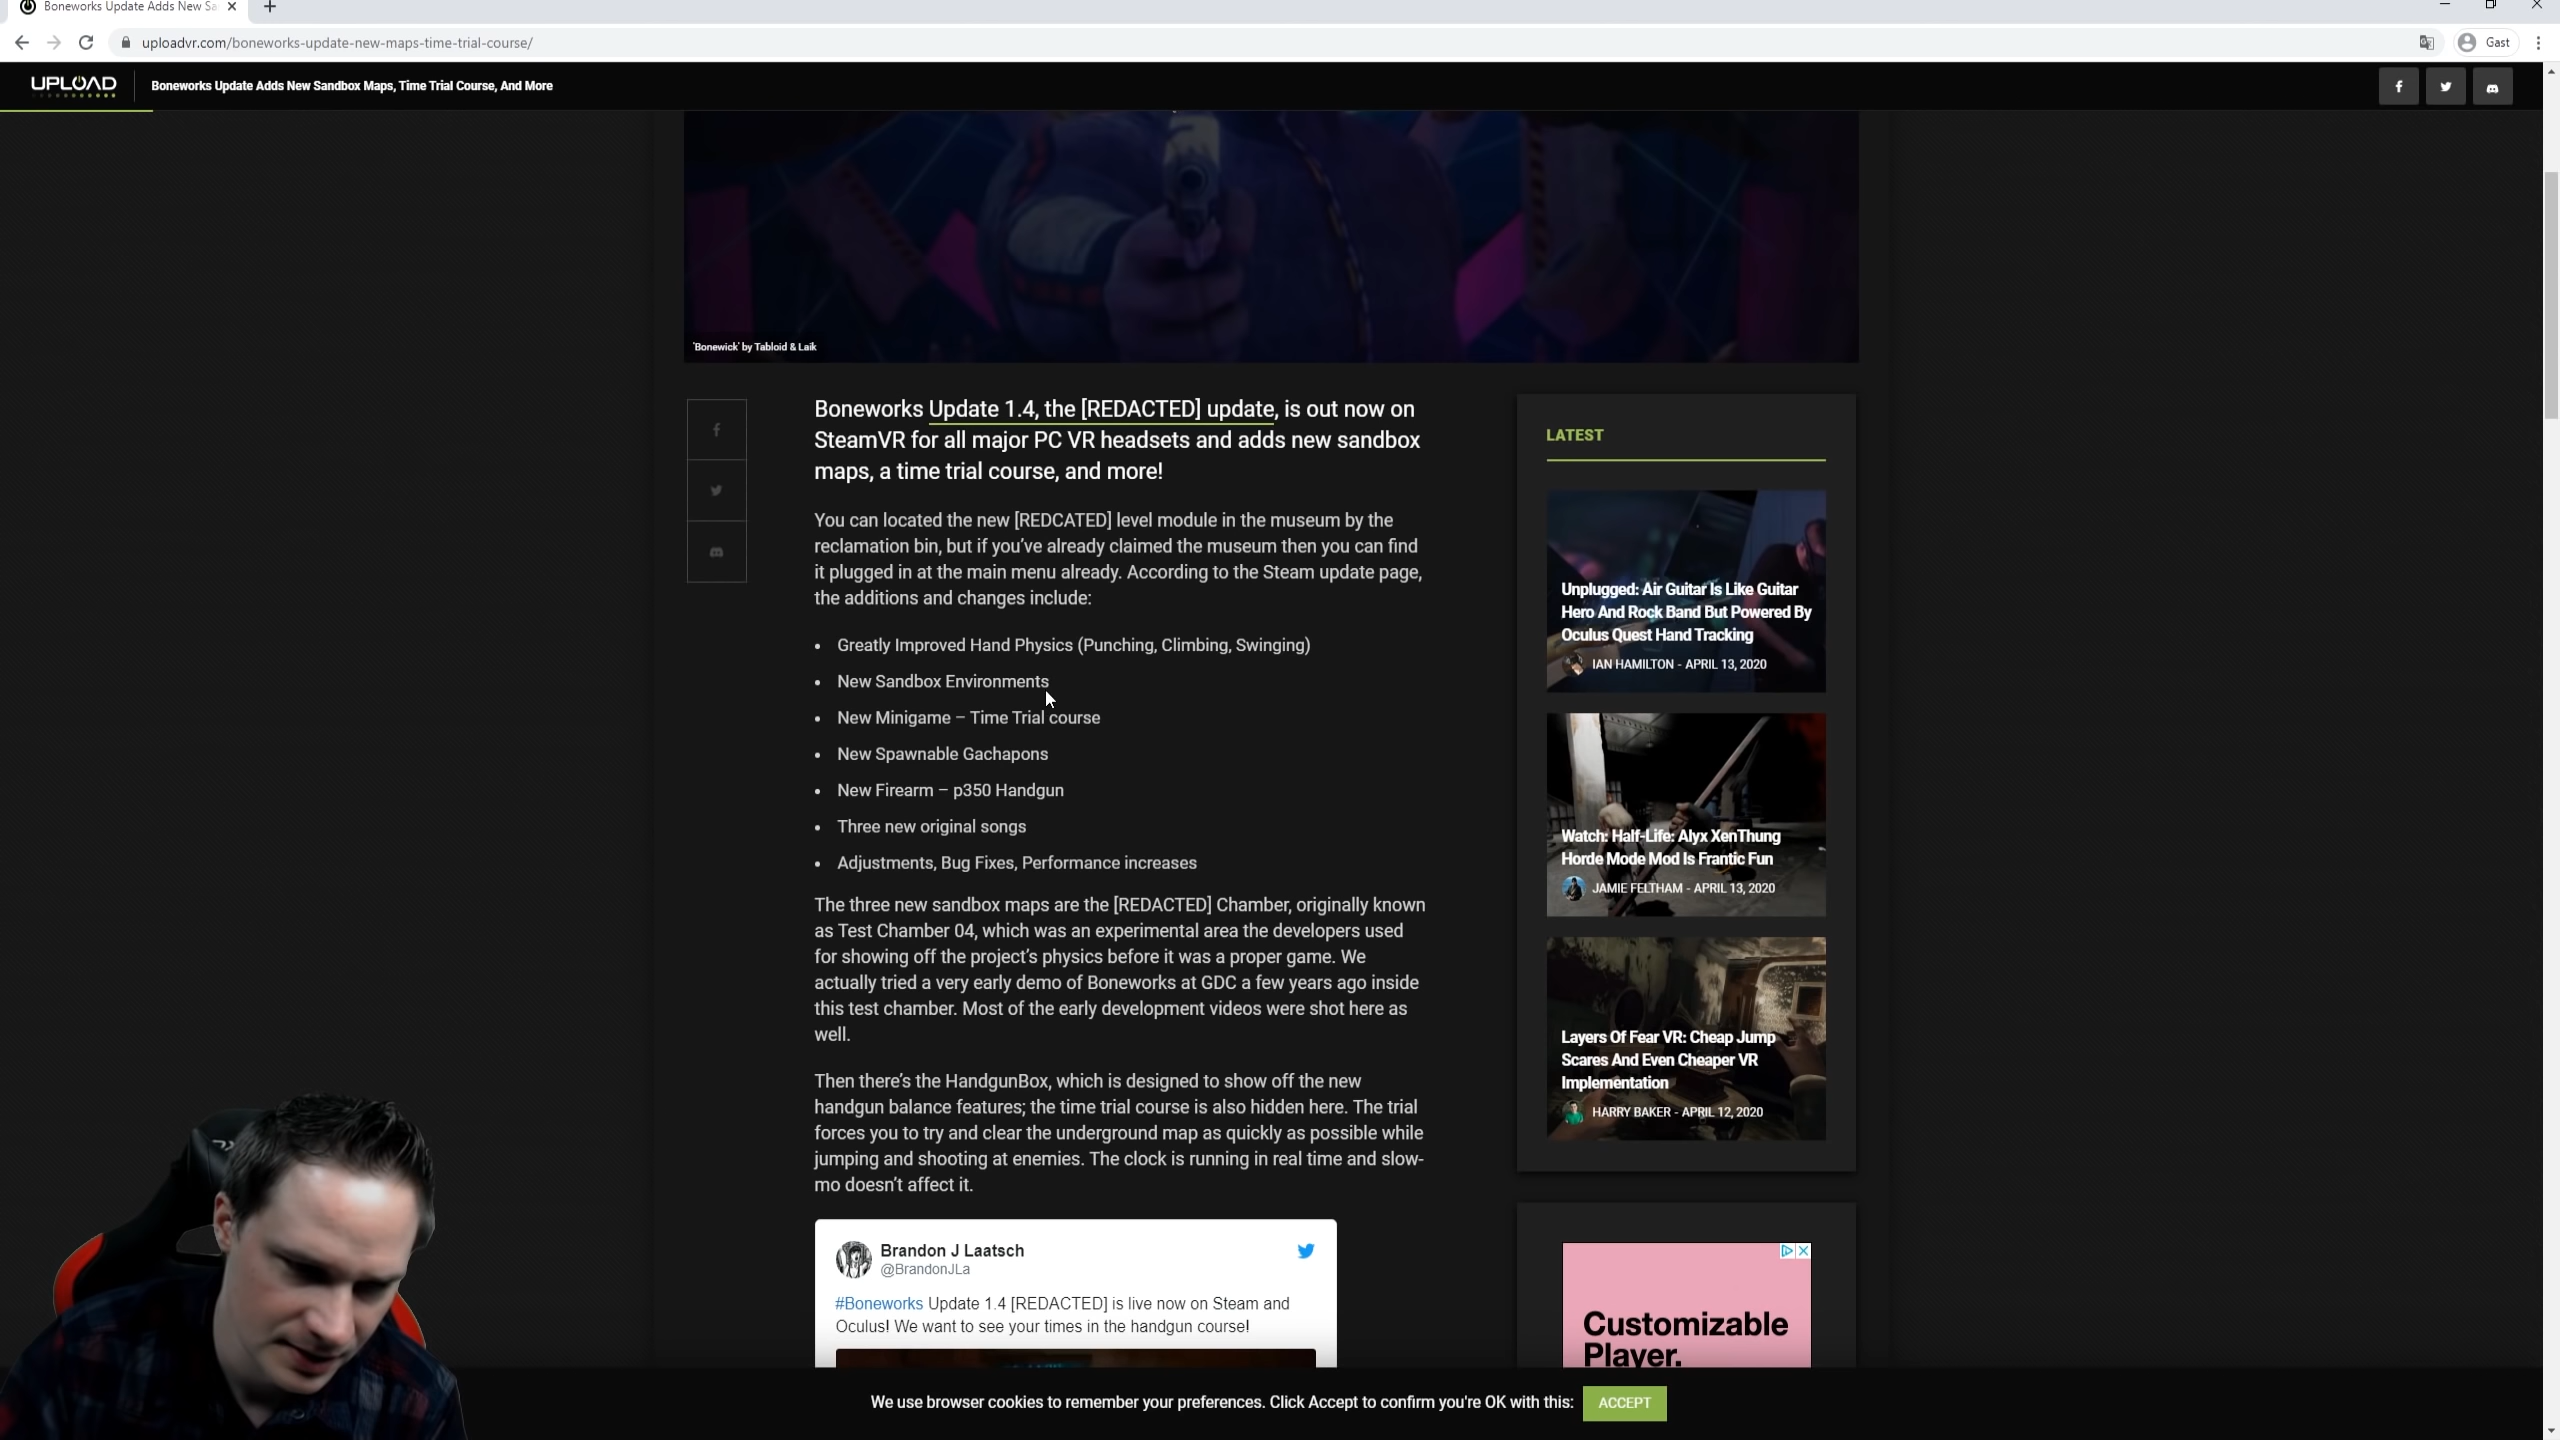 Boneworks Update Adds New Sa
uploadvr.com/boneworks-update-new-maps-time-trial-course/
Gast
UPLOAD
Boneworks Update Adds New Sandbox Maps, Time Trial Course, And More
'Bonewick' by Tabloid & Laik
Boneworks Update 1.4, the [REDACTED] update, is out now on
SteamVR for all major PC VR headsets and adds new sandbox
maps, a time trial course, and more!
You can located the new [REDCATED] level module in the museum by the
reclamation bin, but if you've already claimed the museum then you can find
it plugged in at the main menu already. According to the Steam update page,
the additions and changes include:
• Greatly Improved Hand Physics (Punching, Climbing, Swinging)
• New Sandbox Environments
• New Minigame – Time Trial course
• New Spawnable Gachapons
• New Firearm – p350 Handgun
• Three new original songs
• Adjustments, Bug Fixes, Performance increases
The three new sandbox maps are the [REDACTED] Chamber, originally known
as Test Chamber 04, which was an experimental area the developers used
for showing off the project's physics before it was a proper game. We
actually tried a very early demo of Boneworks at GDC a few years ago inside
this test chamber. Most of the early development videos were shot here as
well.
Then there's the HandgunBox, which is designed to show off the new
handgun balance features; the time trial course is also hidden here. The trial
forces you to try and clear the underground map as quickly as possible while
jumping and shooting at enemies. The clock is running in real time and slow-
mo doesn't affect it.
Brandon J Laatsch
@BrandonJLa
#Boneworks Update 1.4 [REDACTED] is live now on Steam and
Oculus! We want to see your times in the handgun course!
LATEST
Unplugged: Air Guitar Is Like Guitar
Hero And Rock Band But Powered By
Oculus Quest Hand Tracking
IAN HAMILTON - APRIL 13, 2020
Watch: Half-Life: Alyx XenThung
Horde Mode Mod Is Frantic Fun
JAMIE FELTHAM - APRIL 13, 2020
Layers Of Fear VR: Cheap Jump
Scares And Even Cheaper VR
Implementation
HARRY BAKER - APRIL 12, 2020
Customizable
Player.
We use browser cookies to remember your preferences. Click Accept to confirm you're OK with this:
ACCEPT